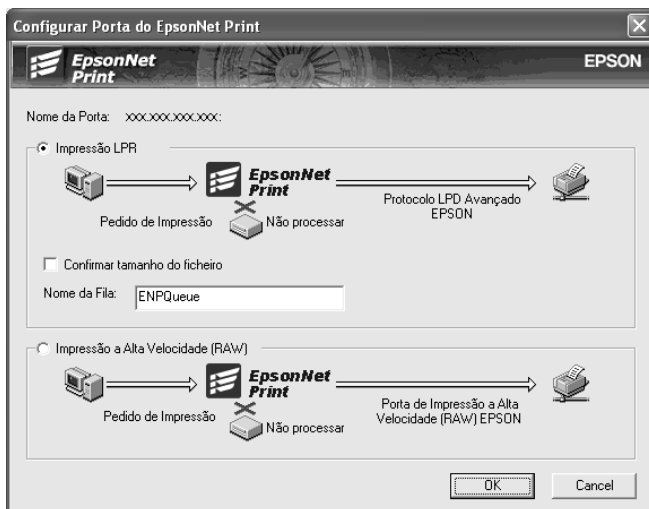 Configurar Porta do EpsonNet Print
EpsonNet
Print
EPSON
Nome da Porta: xxx.xxx.xxx.xxx:
Impressão LPR
EpsonNet
Print
Pedido de Impressão
Não processar
Protocolo LPD Avançado
EPSON
Confirmar tamanho do ficheiro
Nome da Fila: ENPQueue
Impressão a Alta Velocidade (RAW)
EpsonNet
Print
Pedido de Impressão
Não processar
Porta de Impressão a Alta
Velocidade (RAW) EPSON
OK
Cancel